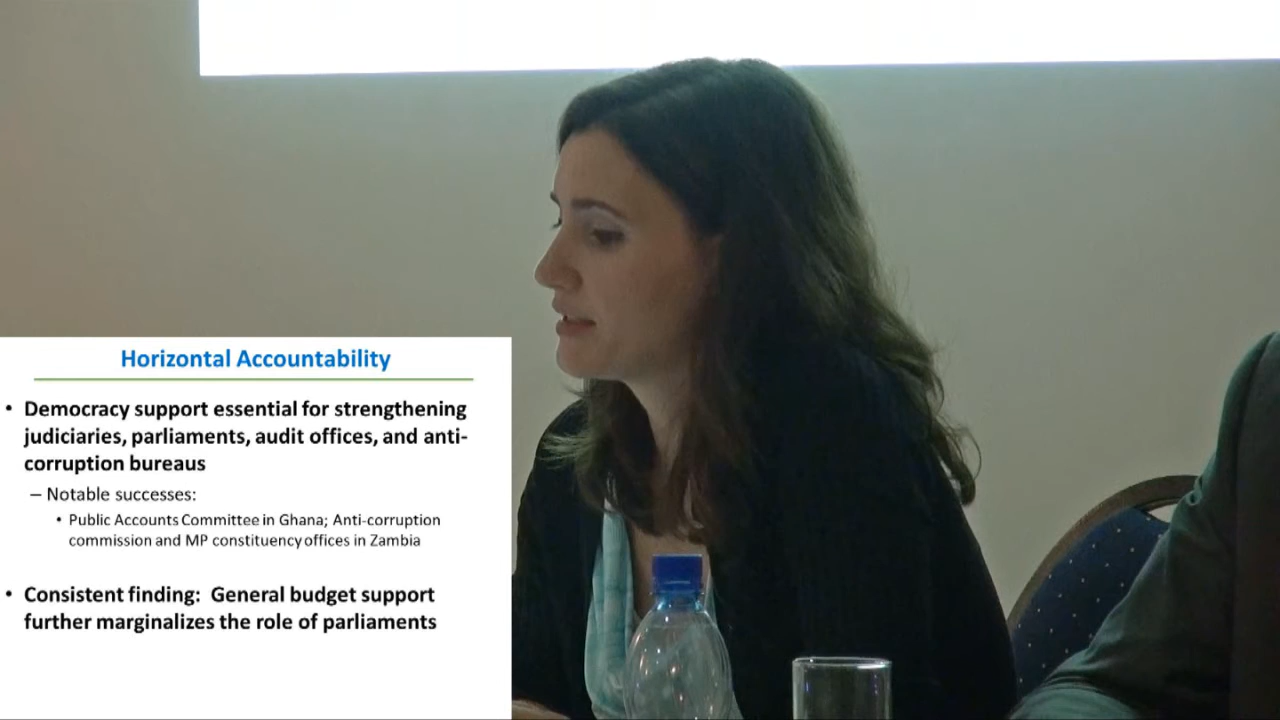 Horizontal Accountability
• Democracy support essential for strengthening
judiciaries, parliaments, audit offices, and anti-
corruption bureaus
– Notable successes:
• Public Accounts Committee in Ghana; Anti-corruption
commission and MP constituency offices in Zambia
• Consistent finding:  General budget support
further marginalizes the role of parliaments